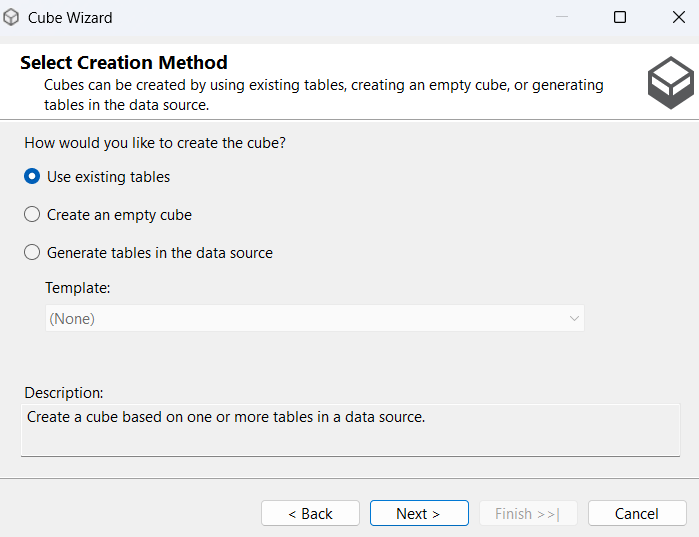 Cube Wizard
Select Creation Method
Cubes can be created by using existing tables, creating an empty cube, or generating
tables in the data source.
How would you like to create the cube?
Use existing tables
Create an empty cube
Generate tables in the data source
Template:
(None)
Description:
Create a cube based on one or more tables in a data source.
< Back
Next >
Finish >>|
Cancel